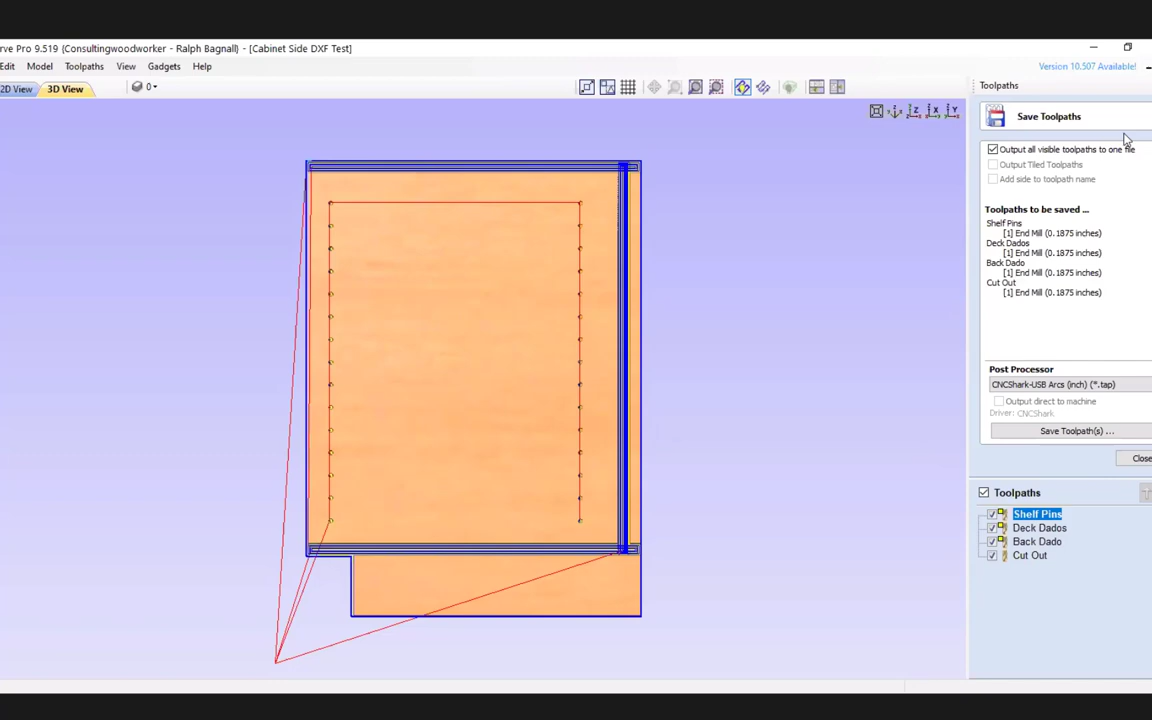 rve Pro 9.519 (Consultingwoodworker - Ralph Bagnall) - [Cabinet Side DXF Test]
Edit Model Toolpaths View Gadgets Help
Version 10.507 Available!
2D View 3D View 0
Toolpaths
Z X Y
Save Toolpaths
Output all visible toolpaths to one file
Output Tiled Toolpaths
Add side to toolpath name
Toolpaths to be saved ...
Shelf Pins
[1] End Mill (0.1875 inches)
Deck Dados
[1] End Mill (0.1875 inches)
Back Dado
[1] End Mill (0.1875 inches)
Cut Out
[1] End Mill (0.1875 inches)
Post Processor
CNCShark-USB Arcs (inch) (*.tap)
Output direct to machine
Driver: CNCShark
Save Toolpath(s) ...
Close
Toolpaths
Shelf Pins
Deck Dados
Back Dado
Cut Out